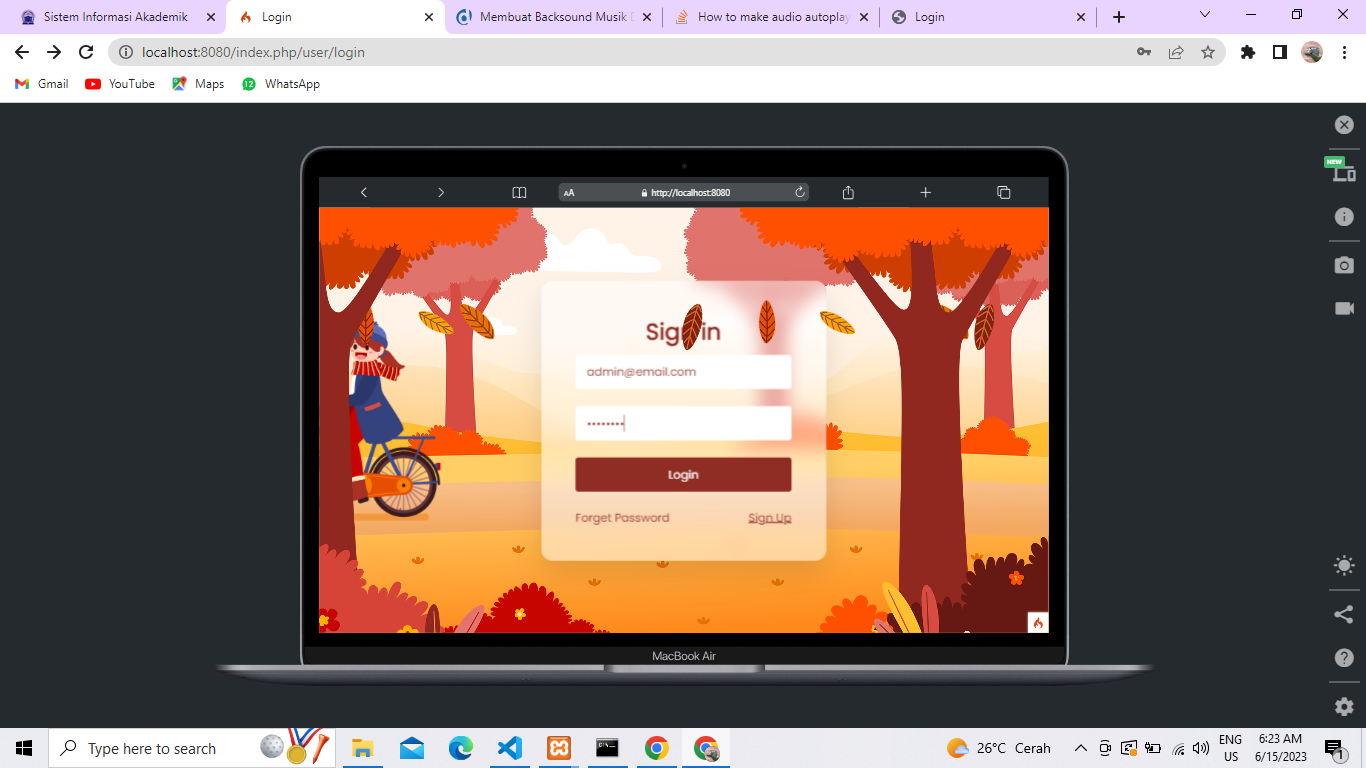 Sistem Informasi Akademik
Login
Membuat Backsound Musik
How to make audio autoplay
Login
localhost:8080/index.php/user/login
Gmail
YouTube
Maps
12
WhatsApp
NEW
AA
http://localhost:8080
Sign in
admin@email.com
Login
Forget Password
Sign Up
MacBook Air
Type here to search
26°C Cerah
ENG
US
6:23 AM
6/15/2023
1